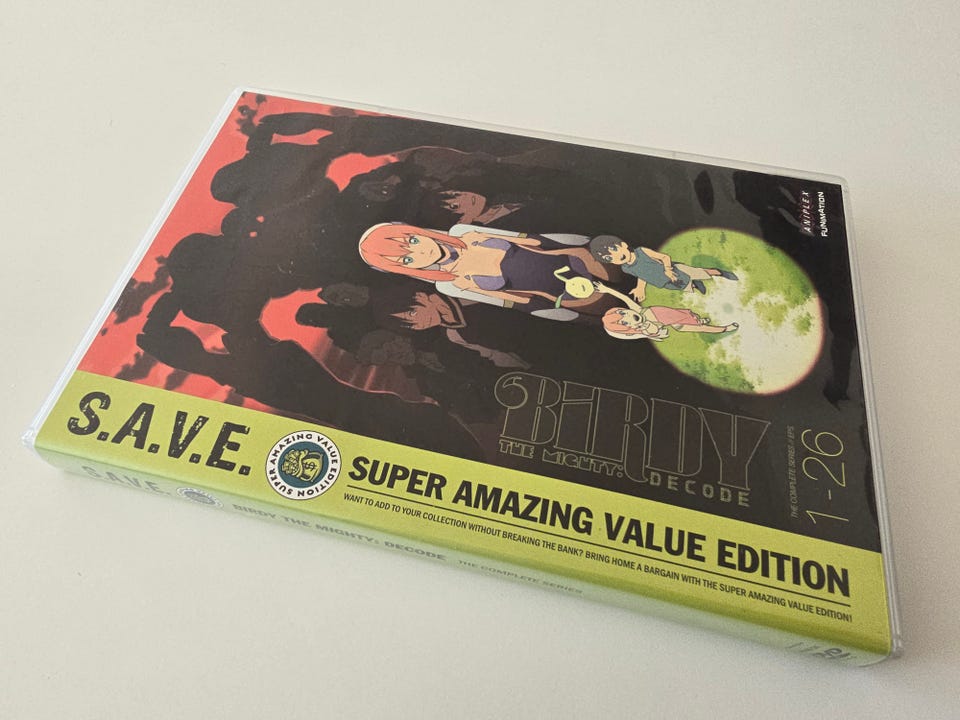 ANIPLEX
FUNIMATION
BIRDY
THE MIGHTY:
DECODE
THE COMPLETE SERIES // EPS
1-26
S.A.V.E.
SUPER AMAZING VALUE EDITION
SUPER AMAZING VALUE EDITION
WANT TO ADD TO YOUR COLLECTION WITHOUT BREAKING THE BANK? BRING HOME A BARGAIN WITH THE SUPER AMAZING VALUE EDITION!
S.A.V.E.
BIRDY THE MIGHTY: DECODE THE COMPLETE SERIES